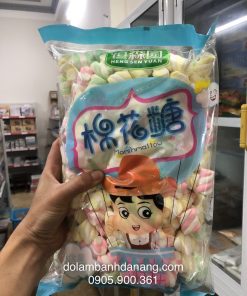 HENG SEN YUAN
棉花糖
Marshmallow
dolambanhdanang.com
0905.900.361